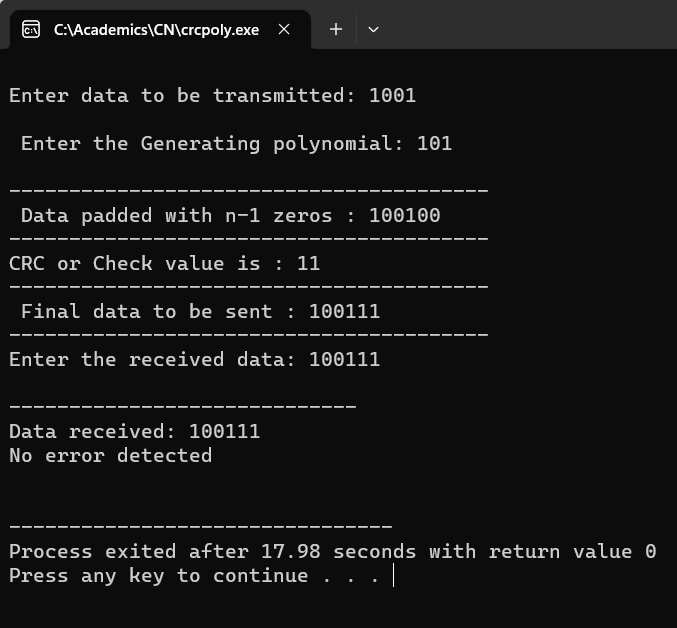 C:\Academics\CN\crcpoly.exe
Enter data to be transmitted: 1001
Enter the Generating polynomial: 101
----------------------------------------
Data padded with n-1 zeros : 100100
----------------------------------------
CRC or Check value is : 11
----------------------------------------
Final data to be sent : 100111
----------------------------------------
Enter the received data: 100111
-----------------------------
Data received: 100111
No error detected
--------------------------------
Process exited after 17.98 seconds with return value 0
Press any key to continue . . .